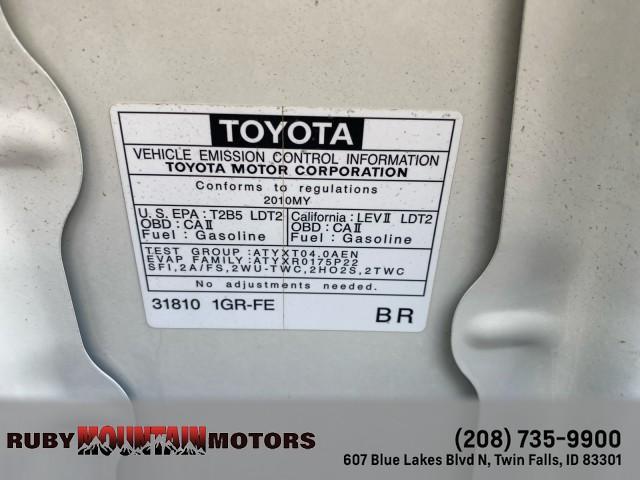 TOYOTA
VEHICLE EMISSION CONTROL INFORMATION
TOYOTA MOTOR CORPORATION
Conforms to regulations
2010MY
U.S. EPA : T2B5 LDT2
OBD : CAⅡ
Fuel : Gasoline
California : LEVⅡ LDT2
OBD : CAⅡ
Fuel : Gasoline
TEST GROUP : ATYXT04.0AEN
EVAP FAMILY : ATYXR0175P22
SFI,2A/FS,2WU-TWC,2HO2S,2TWC
No adjustments needed.
31810 1GR-FE
BR
RUBY MOUNTAIN MOTORS
(208) 735-9900
607 Blue Lakes Blvd N, Twin Falls, ID 83301